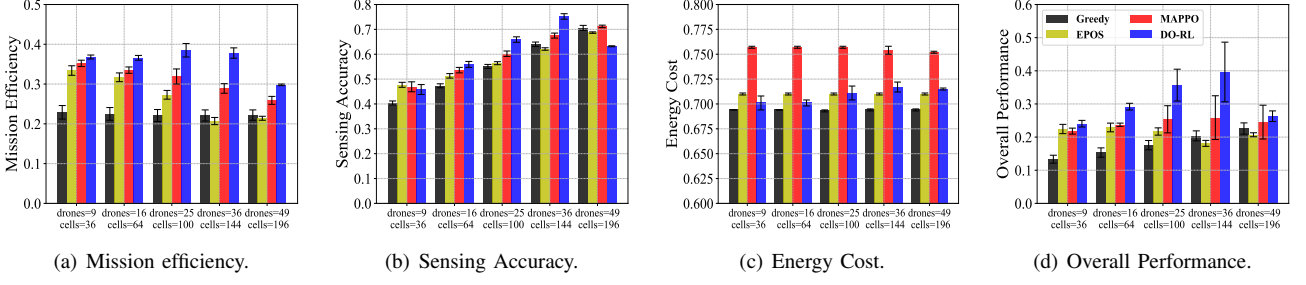 Mission Efficiency
0.5
0.4
0.3
0.2
0.1
0.0
drones=9 drones=16 drones=25 drones=36 drones=49
cells=36 cells=64 cells=100 cells=144 cells=196
(a) Mission efficiency.
Sensing Accuracy
0.8
0.7
0.6
0.5
0.4
0.3
0.2
0.1
0.0
drones=9 drones=16 drones=25 drones=36 drones=49
cells=36 cells=64 cells=100 cells=144 cells=196
(b) Sensing Accuracy.
Energy Cost
0.800
0.775
0.750
0.725
0.700
0.675
0.650
0.625
0.600
drones=9 drones=16 drones=25 drones=36 drones=49
cells=36 cells=64 cells=100 cells=144 cells=196
(c) Energy Cost.
Overall Performance
0.6
0.5
0.4
0.3
0.2
0.1
0.0
Greedy MAPPO
EPOS DO-RL
drones=9 drones=16 drones=25 drones=36 drones=49
cells=36 cells=64 cells=100 cells=144 cells=196
(d) Overall Performance.